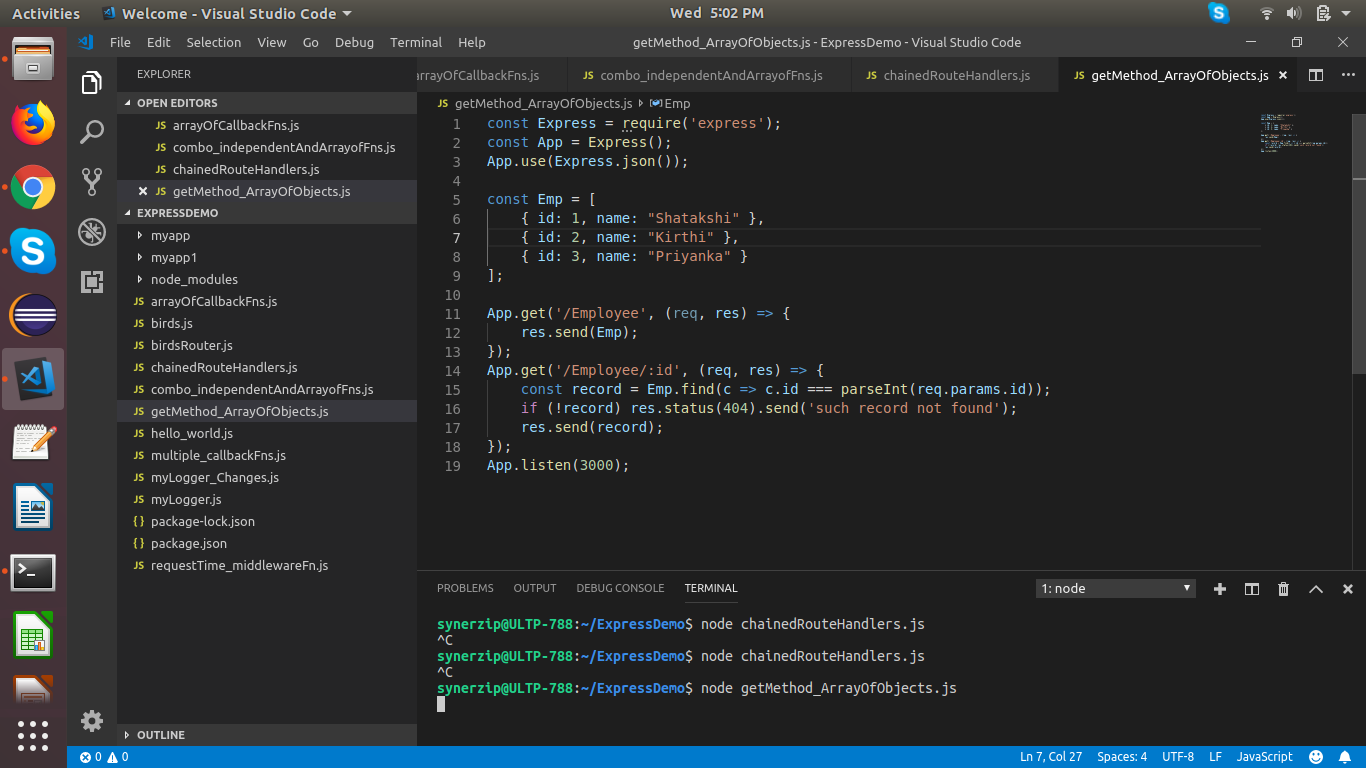 Activities
Welcome - Visual Studio Code
Wed 5:02 PM
File Edit Selection View Go Debug Terminal Help
getMethod_ArrayOfObjects.js - ExpressDemo - Visual Studio Code
EXPLORER
OPEN EDITORS
JS arrayOfCallbackFns.js
JS combo_independentAndArrayofFns.js
JS chainedRouteHandlers.js
JS getMethod_ArrayOfObjects.js
EXPRESSDEMO
myapp
myapp1
node_modules
JS arrayOfCallbackFns.js
JS birds.js
JS birdsRouter.js
JS chainedRouteHandlers.js
JS combo_independentAndArrayofFns.js
JS getMethod_ArrayOfObjects.js
JS hello_world.js
JS multiple_callbackFns.js
JS myLogger_Changes.js
JS myLogger.js
{ } package-lock.json
{ } package.json
JS requestTime_middlewareFn.js
OUTLINE
arrayOfCallbackFns.js
JS combo_independentAndArrayofFns.js
JS chainedRouteHandlers.js
JS getMethod_ArrayOfObjects.js
JS getMethod_ArrayOfObjects.js Emp
1 const Express = require('express');
2 const App = Express();
3 App.use(Express.json());
4
5 const Emp = [
6 { id: 1, name: "Shatakshi" },
7 { id: 2, name: "Kirthi" },
8 { id: 3, name: "Priyanka" }
9 ];
10
11 App.get('/Employee', (req, res) => {
12 res.send(Emp);
13 });
14 App.get('/Employee/:id', (req, res) => {
15 const record = Emp.find(c => c.id === parseInt(req.params.id));
16 if (!record) res.status(404).send('such record not found');
17 res.send(record);
18 });
19 App.listen(3000);
PROBLEMS OUTPUT DEBUG CONSOLE TERMINAL
1: node
synerzip@ULTP-788:~/ExpressDemo$ node chainedRouteHandlers.js
^C
synerzip@ULTP-788:~/ExpressDemo$ node chainedRouteHandlers.js
^C
synerzip@ULTP-788:~/ExpressDemo$ node getMethod_ArrayOfObjects.js
0 0
Ln 7, Col 27 Spaces: 4 UTF-8 LF JavaScript